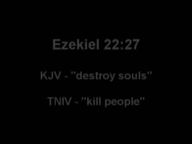 Ezekiel 22:27
KJV - "destroy souls"
TNIV - "kill people"